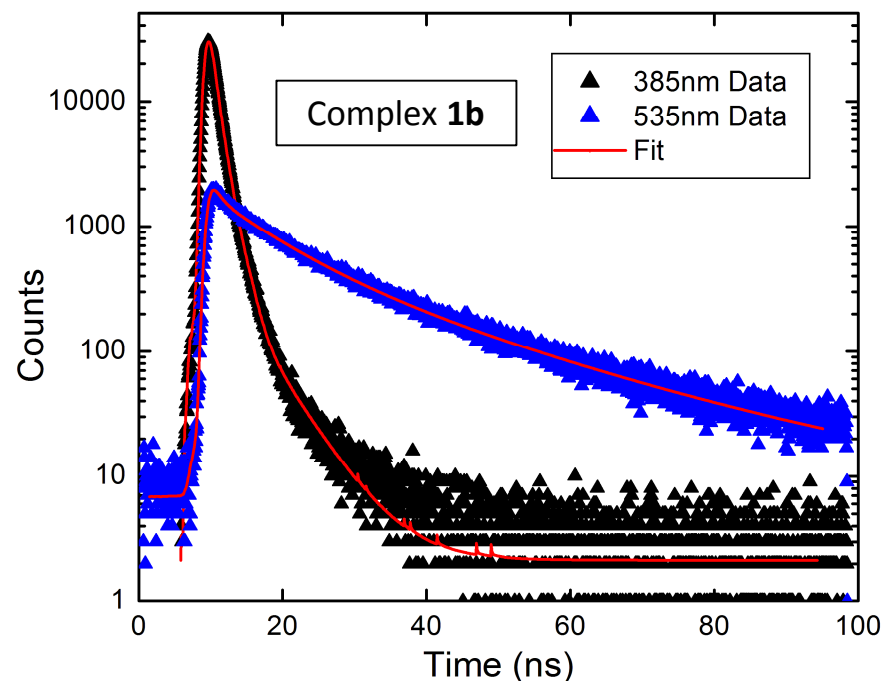 10000
1000
100
10
1
Counts
Complex 1b
385nm Data
535nm Data
Fit
0
20
40
60
80
100
Time (ns)